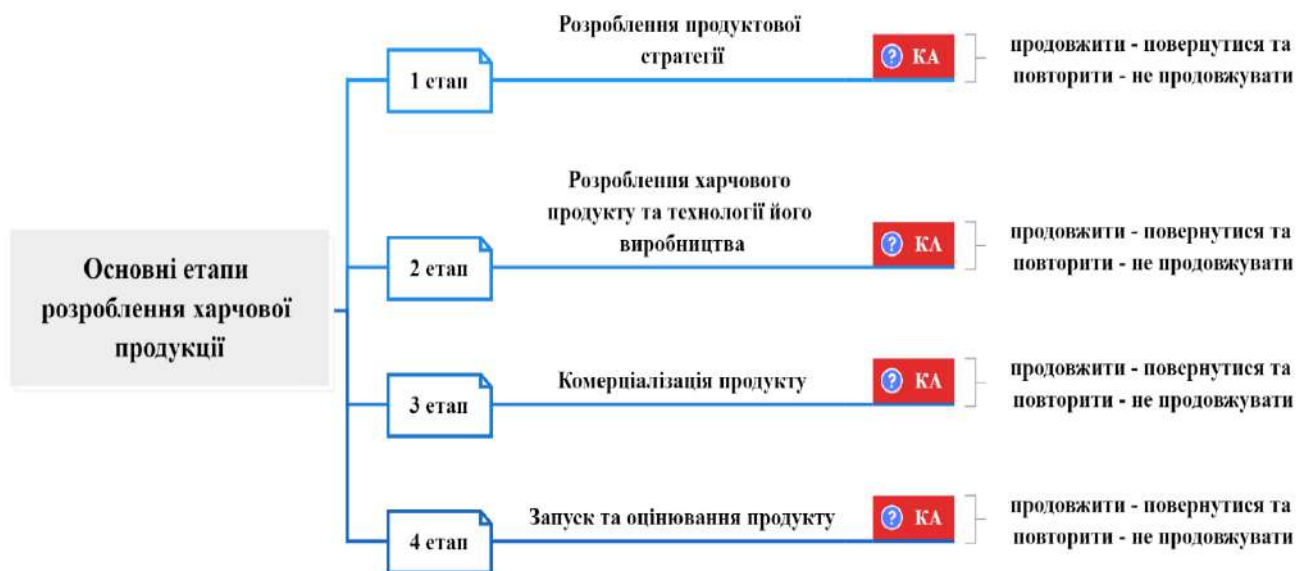 Основні етапи
розроблення харчової
продукції
1 етап
Розроблення продуктової
стратегії
? КА
продовжити - повернутися та
повторити - не продовжувати
2 етап
Розроблення харчового
продукту та технології його
виробництва
? КА
продовжити - повернутися та
повторити - не продовжувати
3 етап
Комерціалізація продукту
? КА
продовжити - повернутися та
повторити - не продовжувати
4 етап
Запуск та оцінювання продукту
? КА
продовжити - повернутися та
повторити - не продовжувати